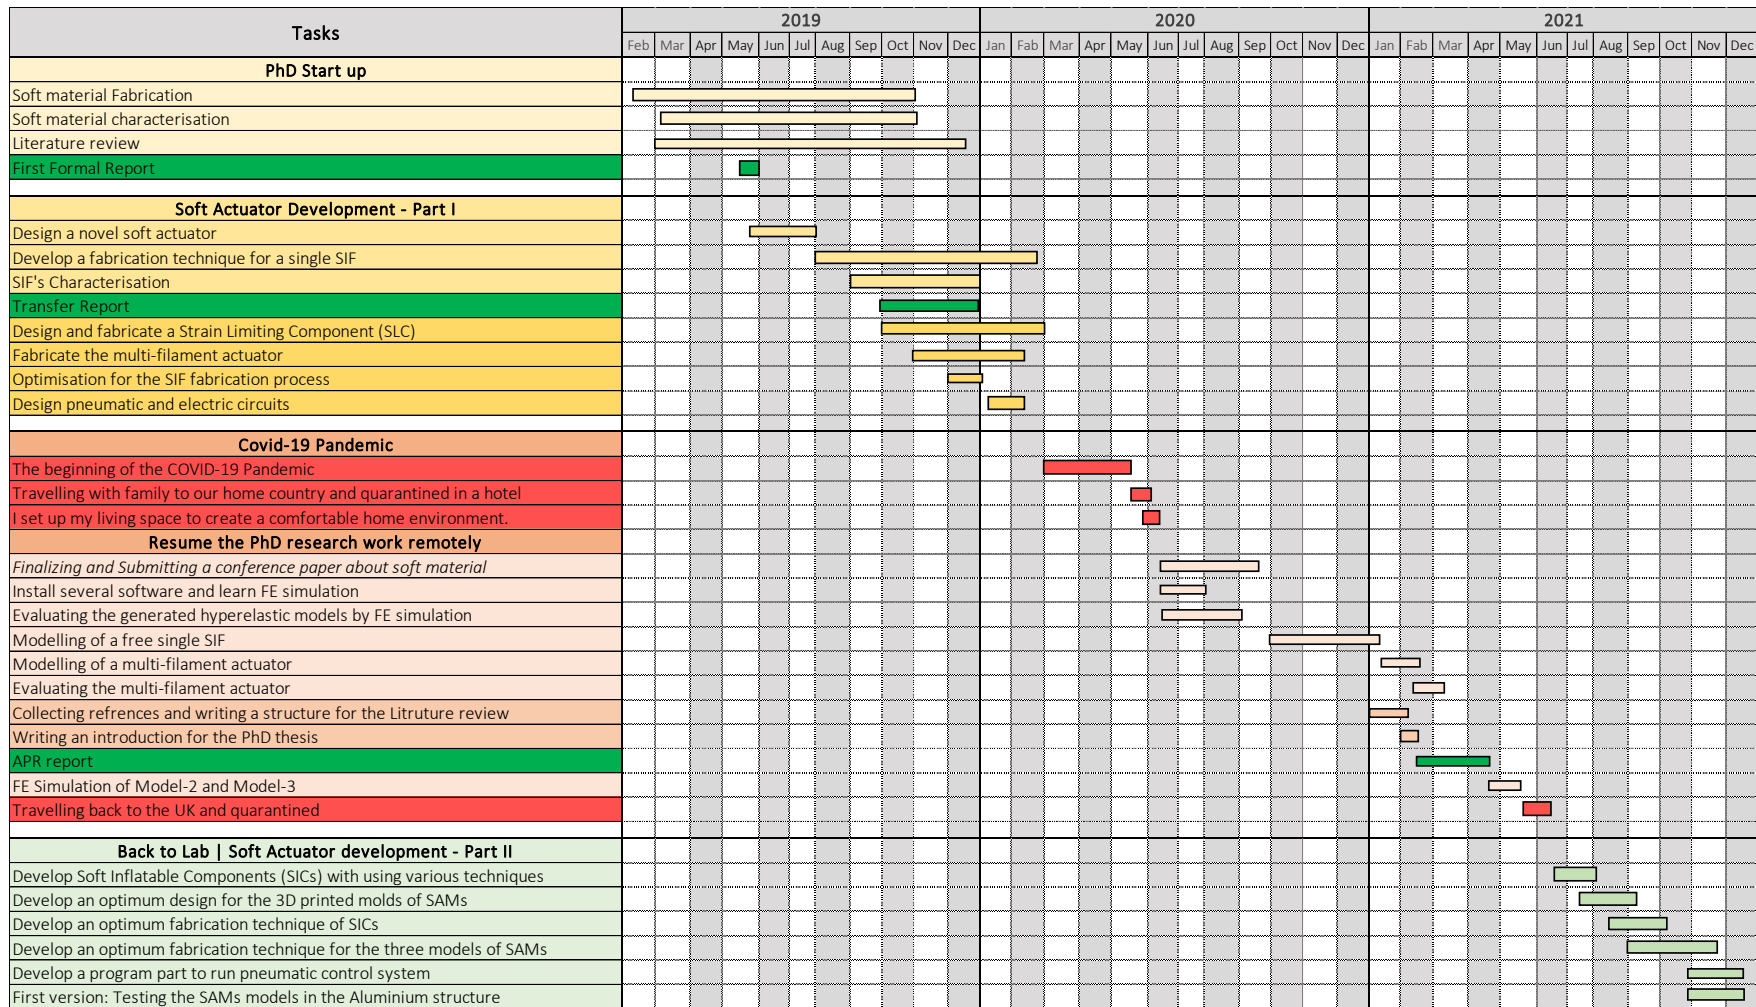 Tasks
2019 2020 2021
Feb Mar Apr May Jun Jul Aug Sep Oct Nov Dec Jan Fab Mar Apr May Jun Jul Aug Sep Oct Nov Dec Jan Fab Mar Apr May Jun Jul Aug Sep Oct Nov Dec
PhD Start up
Soft material Fabrication
Soft material characterisation
Literature review
First Formal Report
Soft Actuator Development - Part I
Design a novel soft actuator
Develop a fabrication technique for a single SIF
SIF's Characterisation
Transfer Report
Design and fabricate a Strain Limiting Component (SLC)
Fabricate the multi-filament actuator
Optimisation for the SIF fabrication process
Design pneumatic and electric circuits
Covid-19 Pandemic
The beginning of the COVID-19 Pandemic
Travelling with family to our home country and quarantined in a hotel
I set up my living space to create a comfortable home environment.
Resume the PhD research work remotely
Finalizing and Submitting a conference paper about soft material
Install several software and learn FE simulation
Evaluating the generated hyperelastic models by FE simulation
Modelling of a free single SIF
Modelling of a multi-filament actuator
Evaluating the multi-filament actuator
Collecting refrences and writing a structure for the Litruture review
Writing an introduction for the PhD thesis
APR report
FE Simulation of Model-2 and Model-3
Travelling back to the UK and quarantined
Back to Lab | Soft Actuator development - Part II
Develop Soft Inflatable Components (SICs) with using various techniques
Develop an optimum design for the 3D printed molds of SAMs
Develop an optimum fabrication technique of SICs
Develop an optimum fabrication technique for the three models of SAMs
Develop a program part to run pneumatic control system
First version: Testing the SAMs models in the Aluminium structure